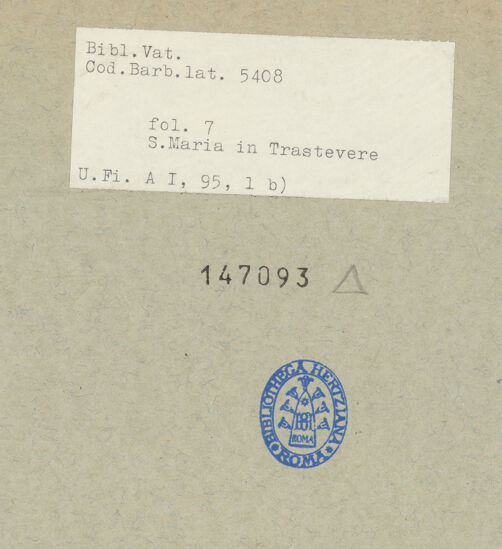 Bibl.Vat.
Cod.Barb.lat. 5408
fol. 7
S.Maria in Trastevere
U.Fi. A I, 95, 1 b)
147093
BIBLIOTHECA HERTZIANA
ROMA
ROMA